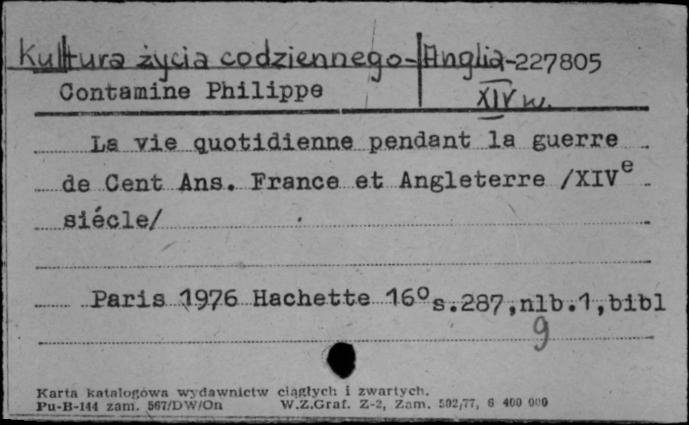 Kultura życia codziennego - Anglia - 227805
Contamine Philippe XIV w.
La vie quotidienne pendant la guerre
de Cent Ans. France et Angleterre /XIVe
siécle/
Paris 1976 Hachette 16° s.287,nlb.1,bibl
9
Karta katalogowa wydawnictw ciągłych i zwartych.
Pu-B-144 zam. 567/DW/On W.Z.Graf. Z-2, Zam. 502/77, 6 400 000